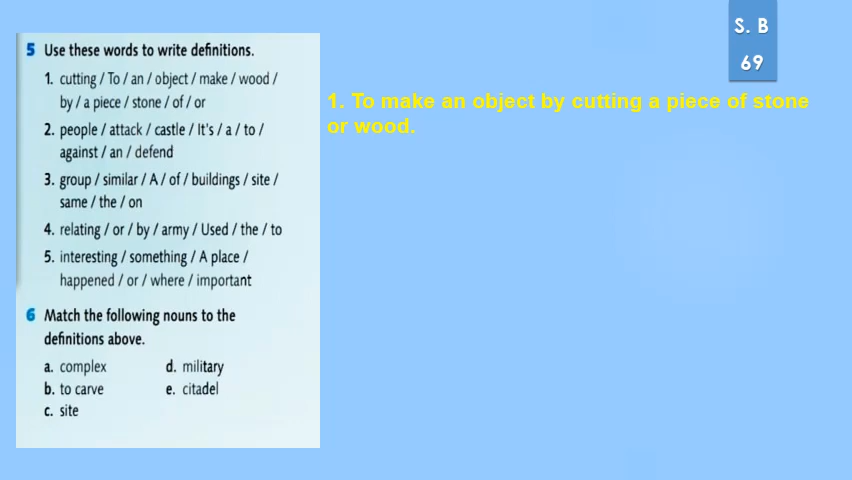 S. B
69
5 Use these words to write definitions.
1. cutting / To / an / object / make / wood /
by / a piece / stone / of / or
2. people / attack / castle / It's / a / to /
against / an / defend
3. group / similar / A / of / buildings / site /
same / the / on
4. relating / or / by / army / Used / the / to
5. interesting / something / A place /
happened / or / where / important
6 Match the following nouns to the
definitions above.
a. complex d. military
b. to carve e. citadel
c. site
1. To make an object by cutting a piece of stone
or wood.